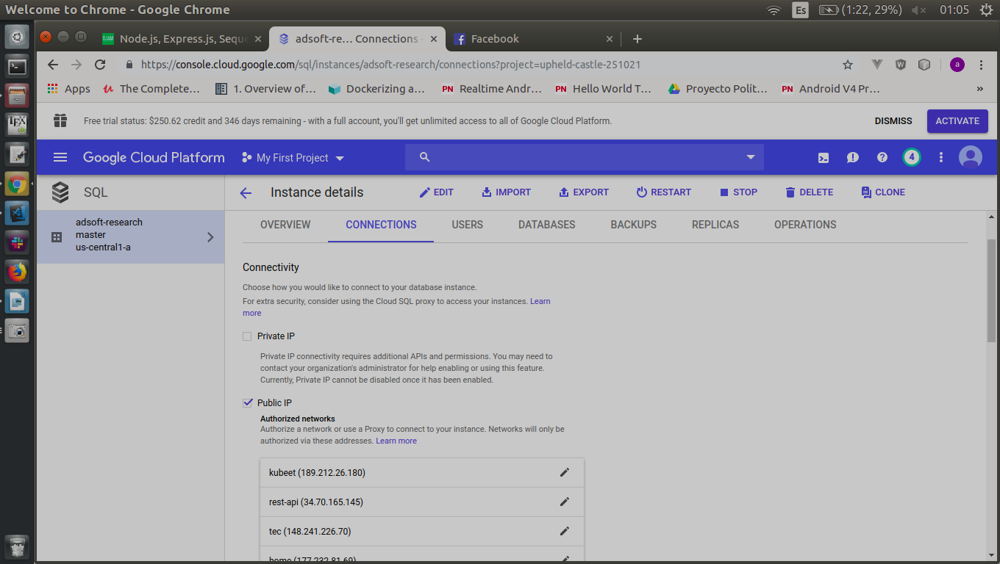 Welcome to Chrome - Google Chrome
Es
(1:22, 29%)
01:05
Node.js, Express.js, Seque
adsoft-re... Connections -
Facebook
https://console.cloud.google.com/sql/instances/adsoft-research/connections?project=upheld-castle-251021
a
Apps
The Complete...
1. Overview of...
Dockerizing a...
PN Realtime Andr...
PN Hello World T...
Proyecto Polít...
PN Android V4 Pr...
»
Free trial status: $250.62 credit and 346 days remaining - with a full account, you'll get unlimited access to all of Google Cloud Platform.
DISMISS
ACTIVATE
Google Cloud Platform
My First Project
4
SQL
Instance details
EDIT
IMPORT
EXPORT
RESTART
STOP
DELETE
CLONE
adsoft-research
master
us-central1-a
OVERVIEW
CONNECTIONS
USERS
DATABASES
BACKUPS
REPLICAS
OPERATIONS
Connectivity
Choose how you would like to connect to your database instance.
For extra security, consider using the Cloud SQL proxy to access your instances. Learn
more
Private IP
Private IP connectivity requires additional APIs and permissions. You may need to
contact your organization's administrator for help enabling or using this feature.
Currently, Private IP cannot be disabled once it has been enabled.
Public IP
Authorized networks
Authorize a network or use a Proxy to connect to your instance. Networks will only be
authorized via these addresses. Learn more
kubeet (189.212.26.180)
rest-api (34.70.165.145)
tec (148.241.226.70)
home (177.232.81.69)